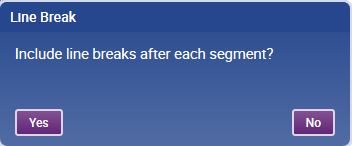 Line Break
Include line breaks after each segment?
Yes
No